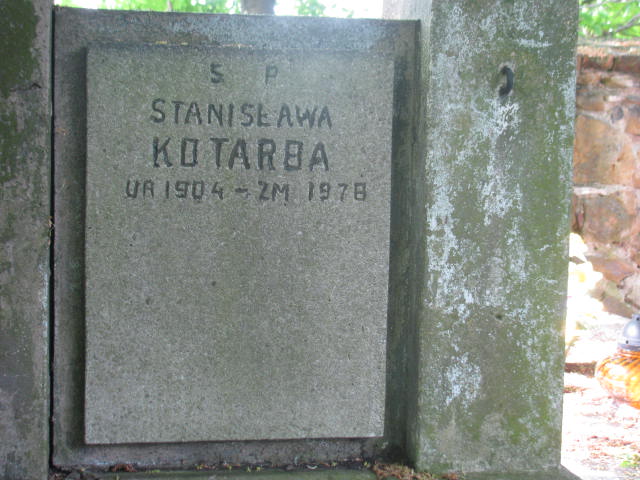 S P
STANISŁAWA
KOTARBA
UR 1904 - ZM 1978